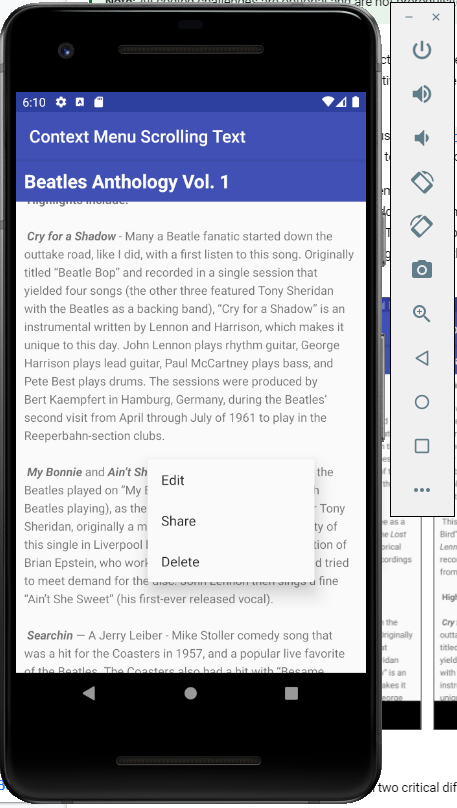 6:10
Context Menu Scrolling Text
Beatles Anthology Vol. 1
Highlights include:
Cry for a Shadow - Many a Beatle fanatic started down the
outtake road, like I did, with a first listen to this song. Originally
titled “Beatle Bop” and recorded in a single session that
yielded four songs (the other three featured Tony Sheridan
with the Beatles as a backing band), “Cry for a Shadow” is an
instrumental written by Lennon and Harrison, which makes it
unique to this day. John Lennon plays rhythm guitar, George
Harrison plays lead guitar, Paul McCartney plays bass, and
Pete Best plays drums. The sessions were produced by
Bert Kaempfert in Hamburg, Germany, during the Beatles’
second visit from April through July of 1961 to play in the
Reeperbahn-section clubs.
My Bonnie and Ain’t Sh the
Beatles played on “My
Beatles playing), as the Tony
Sheridan, originally a m ty of
this single in Liverpool tion of
Brian Epstein, who work d tried
to meet demand for the disc. John Lennon then sings a fine
“Ain’t She Sweet” (his first-ever released vocal).
Edit
Share
Delete
Searchin — A Jerry Leiber - Mike Stoller comedy song that
was a hit for the Coasters in 1957, and a popular live favorite
of the Beatles. The Coasters also had a hit with “Besame
two critical dif